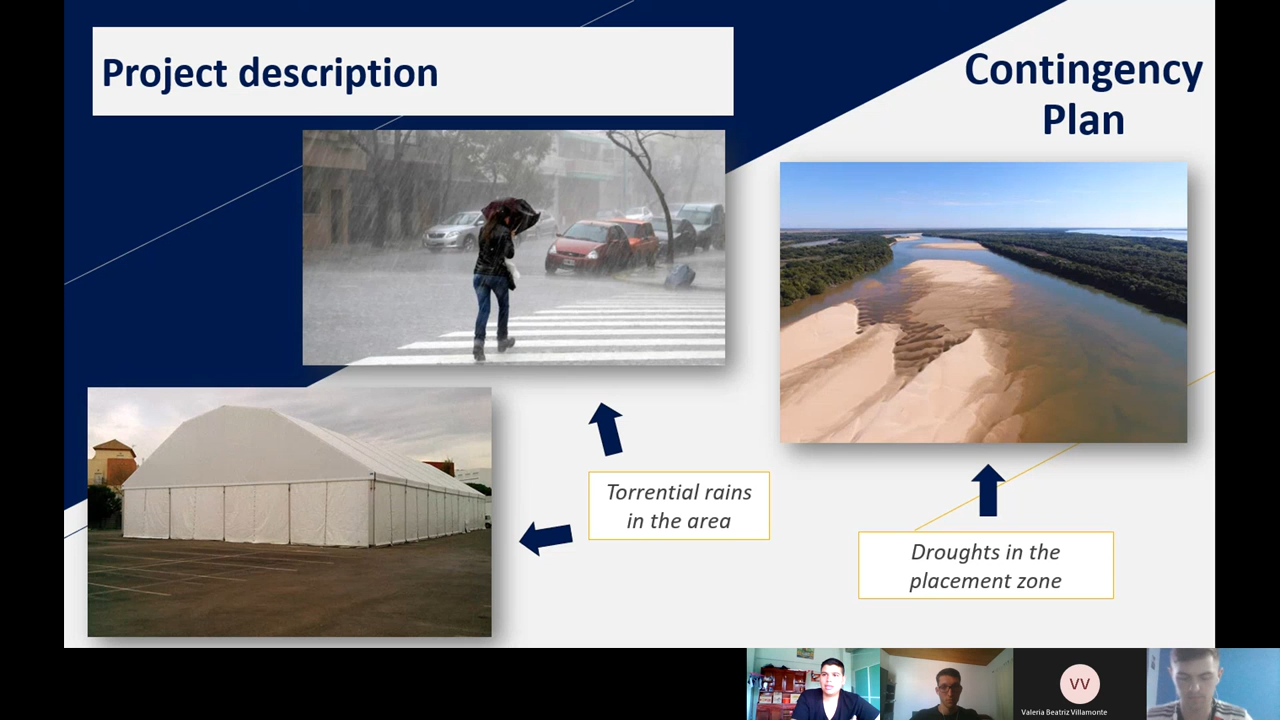 Project description
Contingency
Plan
Torrential rains
in the area
Droughts in the
placement zone
VV
Valeria Beatriz Villamonte